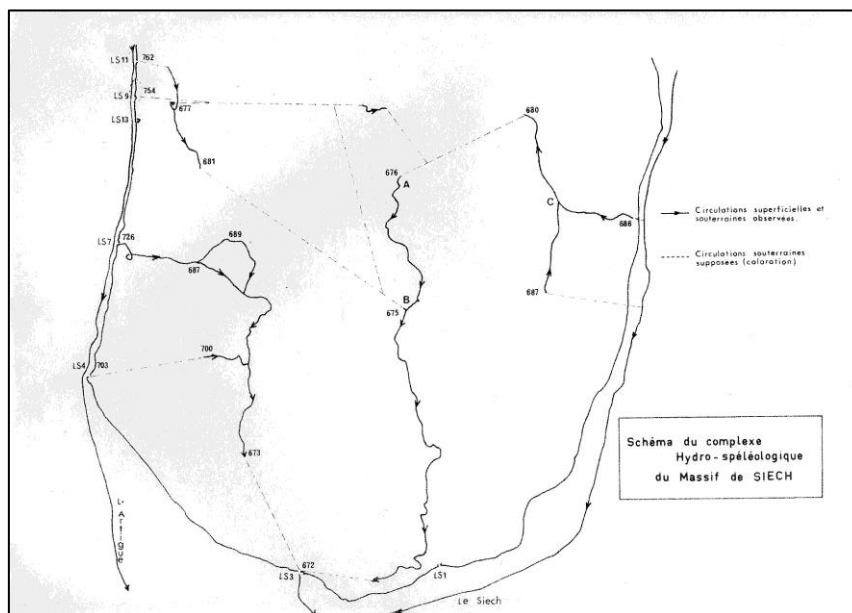 LS11
762
LS9
754
677
LS13
681
680
676
A
C
686
Circulations superficielles et
souterraines observées.
Circulations souterraines
supposées (coloration)
LS7
726
689
687
687
B
675
LS4
703
700
673
Schéma du complexe
Hydro-spéléologique
du Massif de SIECH
L' Artigue
672
LS3
LS1
Le Siech